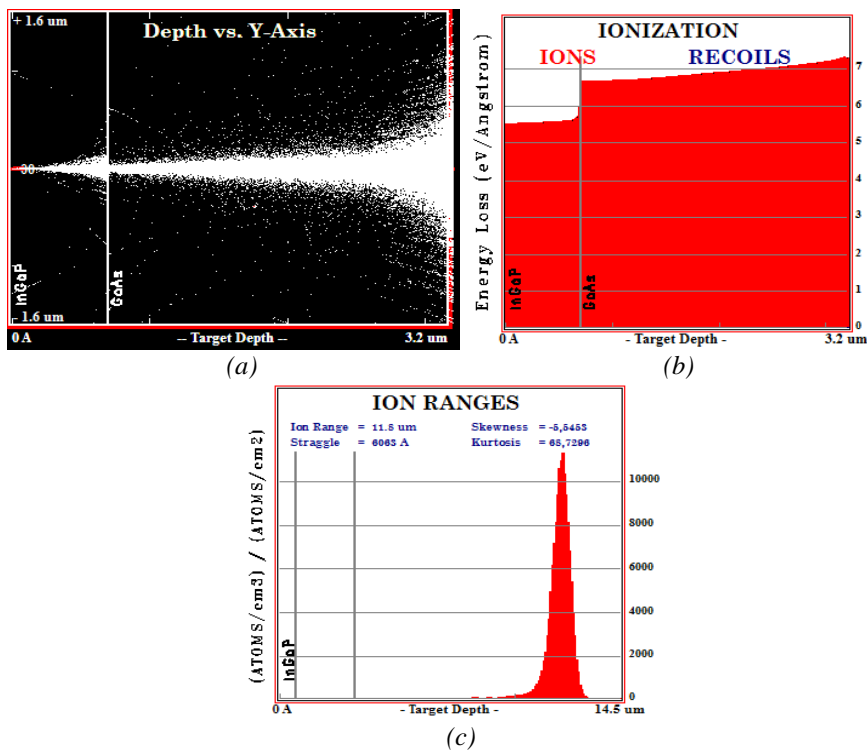 + 1.6 um
Depth vs. Y-Axis
InGaP
GaAs
- 1.6 um
0 A
-- Target Depth --
3.2 um
(a)
IONIZATION
IONS
RECOILS
Energy Loss (eV/Angstrom)
7
6
5
4
3
2
1
0
InGaP
GaAs
0 A
- Target Depth -
3.2 um
(b)
ION RANGES
Ion Range = 11.8 um
Skewness = -5,5453
Straggle = 6063 A
Kurtosis = 68,7296
(ATOMS/cm3) / (ATOMS/cm2)
10000
8000
6000
4000
2000
0
InGaP
0 A
- Target Depth -
14.5 um
(c)